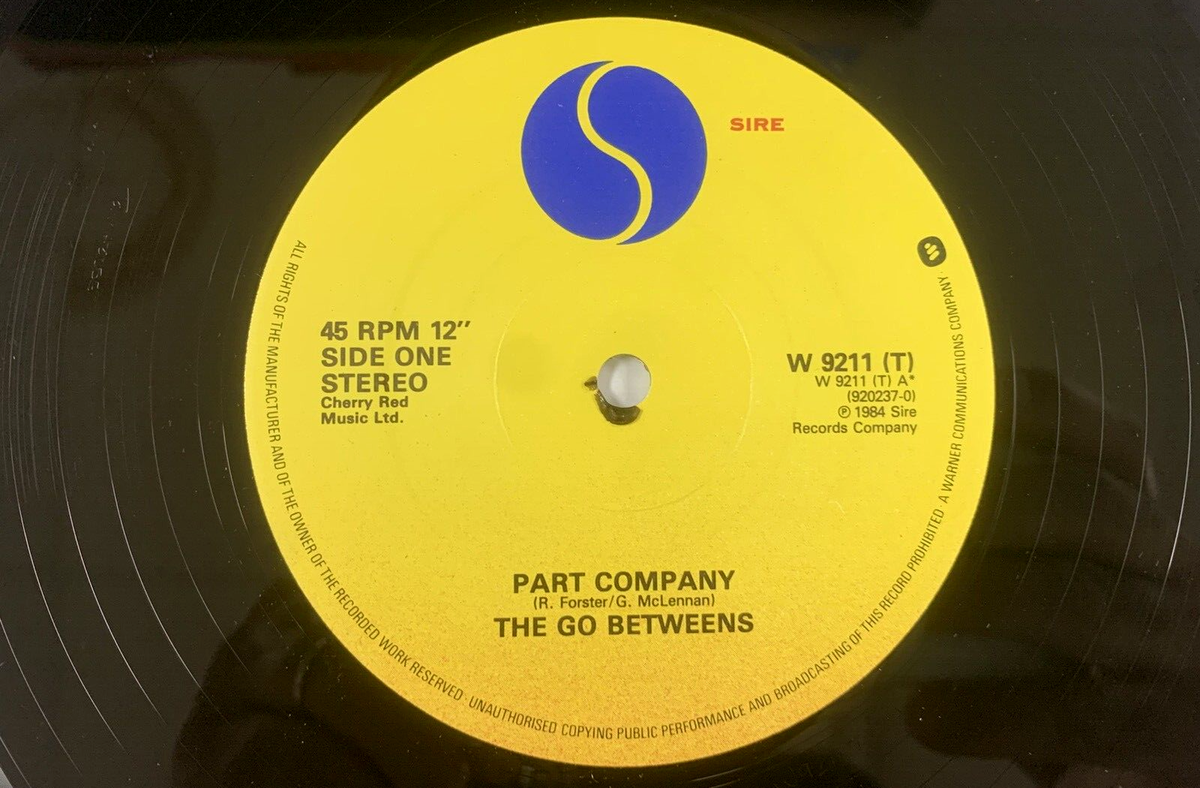 SIRE
45 RPM 12"
SIDE ONE
STEREO
Cherry Red
Music Ltd.
W 9211 (T)
W 9211 (T) A*
(920237-0)
℗ 1984 Sire
Records Company
PART COMPANY
(R. Forster/G. McLennan)
THE GO BETWEENS
ALL RIGHTS OF THE MANUFACTURER AND OF THE OWNER OF THE RECORDED WORK RESERVED · UNAUTHORISED COPYING PUBLIC PERFORMANCE AND BROADCASTING OF THIS RECORD PROHIBITED · A WARNER COMMUNICATIONS COMPANY ·